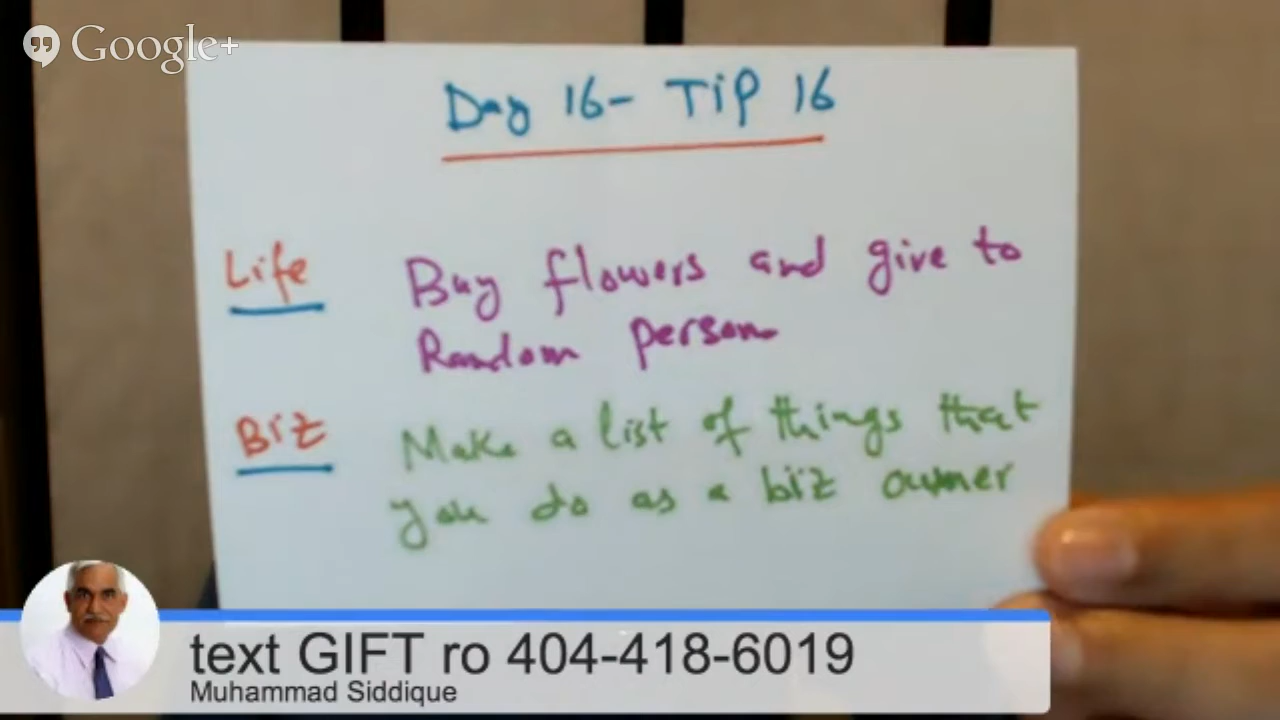 Google+
Day 16- TIP 16
Life
Buy flowers and give to
Random person
Biz
Make a list of things that
you do as a biz owner
text GIFT ro 404-418-6019
Muhammad Siddique